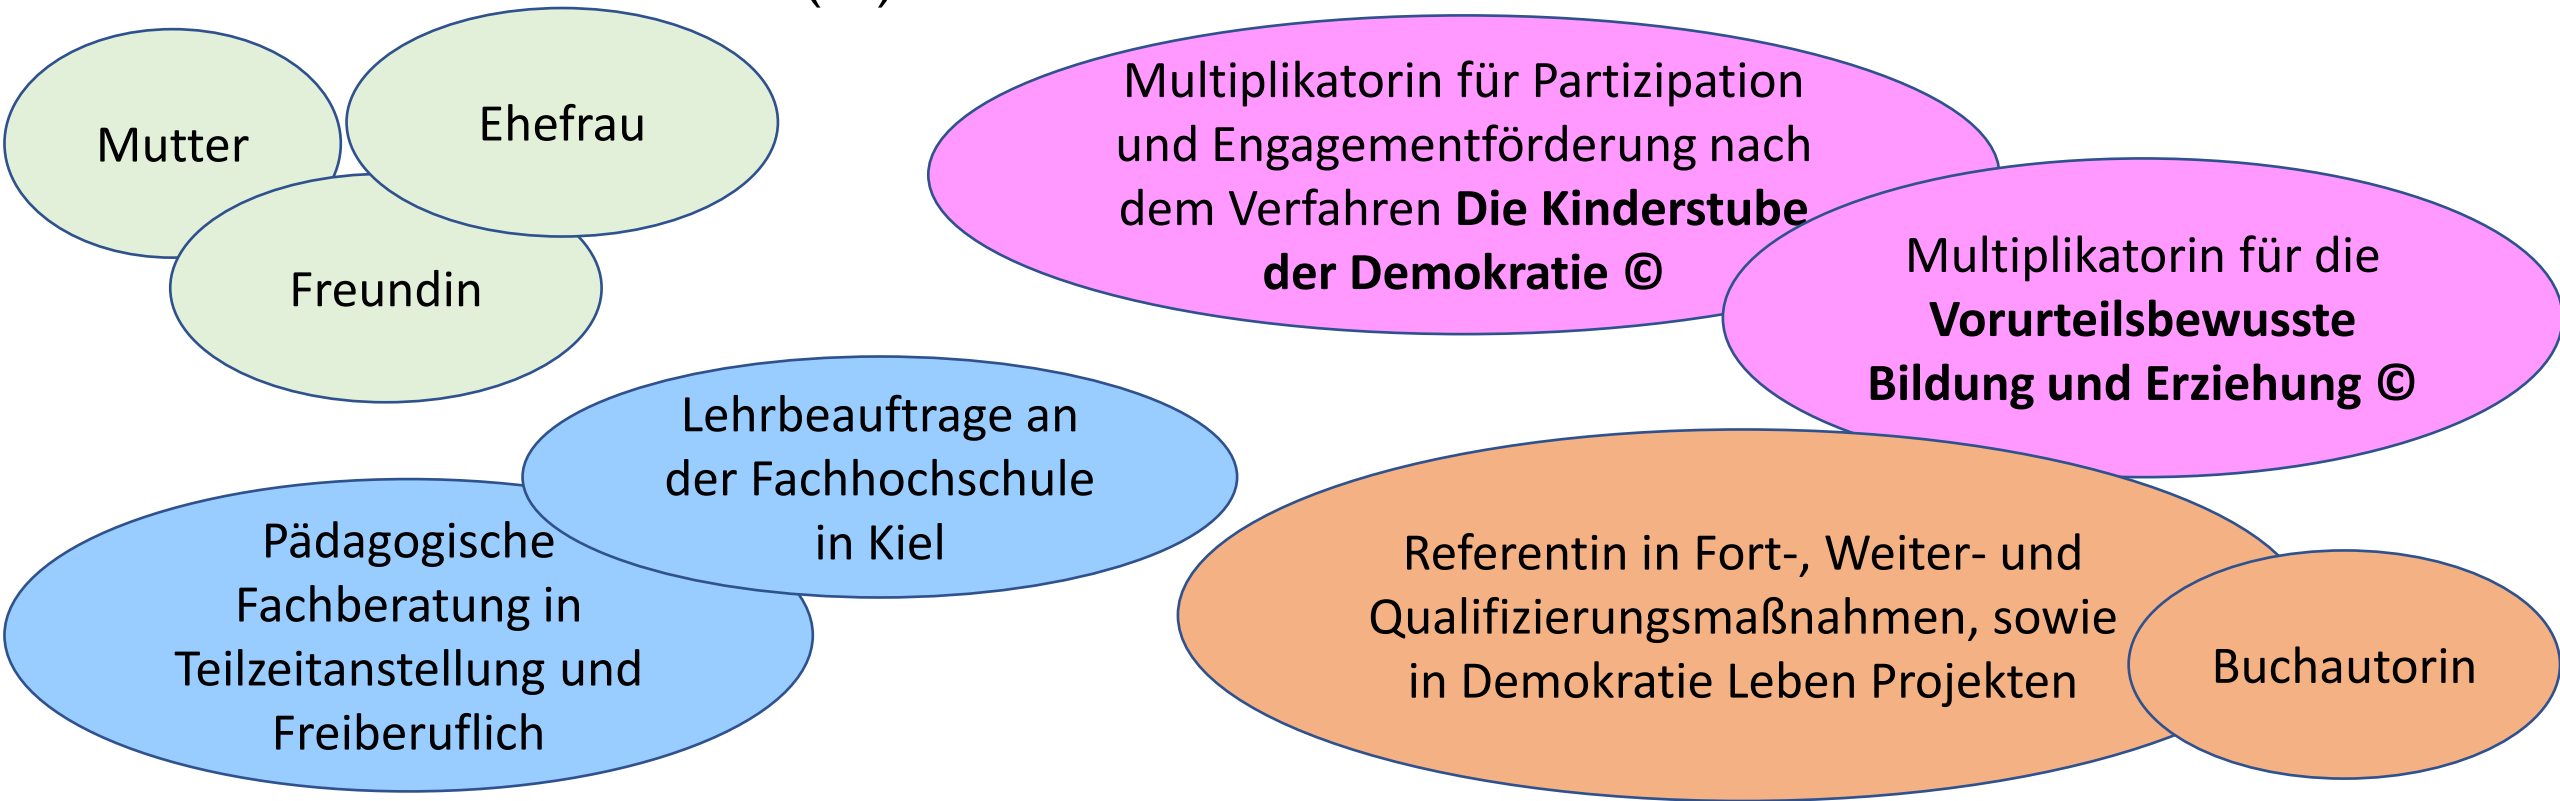 Mutter
Ehefrau
Freundin
Multiplikatorin für Partizipation
und Engagementförderung nach
dem Verfahren Die Kinderstube
der Demokratie ©
Multiplikatorin für die
Vorurteilsbewusste
Bildung und Erziehung ©
Lehrbeauftrage an
der Fachhochschule
in Kiel
Pädagogische
Fachberatung in
Teilzeitanstellung und
Freiberuflich
Referentin in Fort-, Weiter- und
Qualifizierungsmaßnahmen, sowie
in Demokratie Leben Projekten
Buchautorin